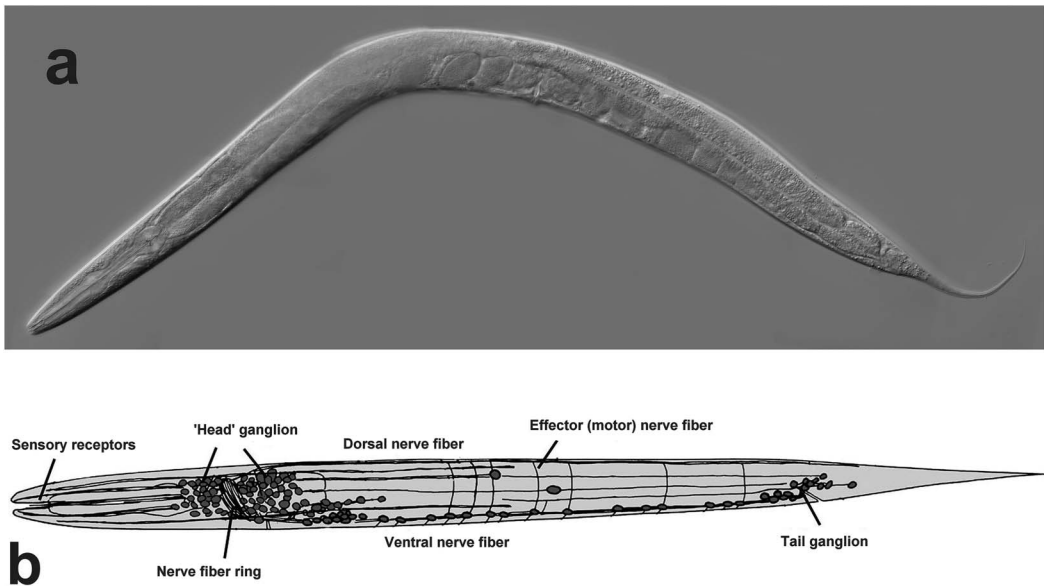 a
'Head' ganglion
Effector (motor) nerve fiber
Sensory receptors
Dorsal nerve fiber
Ventral nerve fiber
Tail ganglion
Nerve fiber ring
b